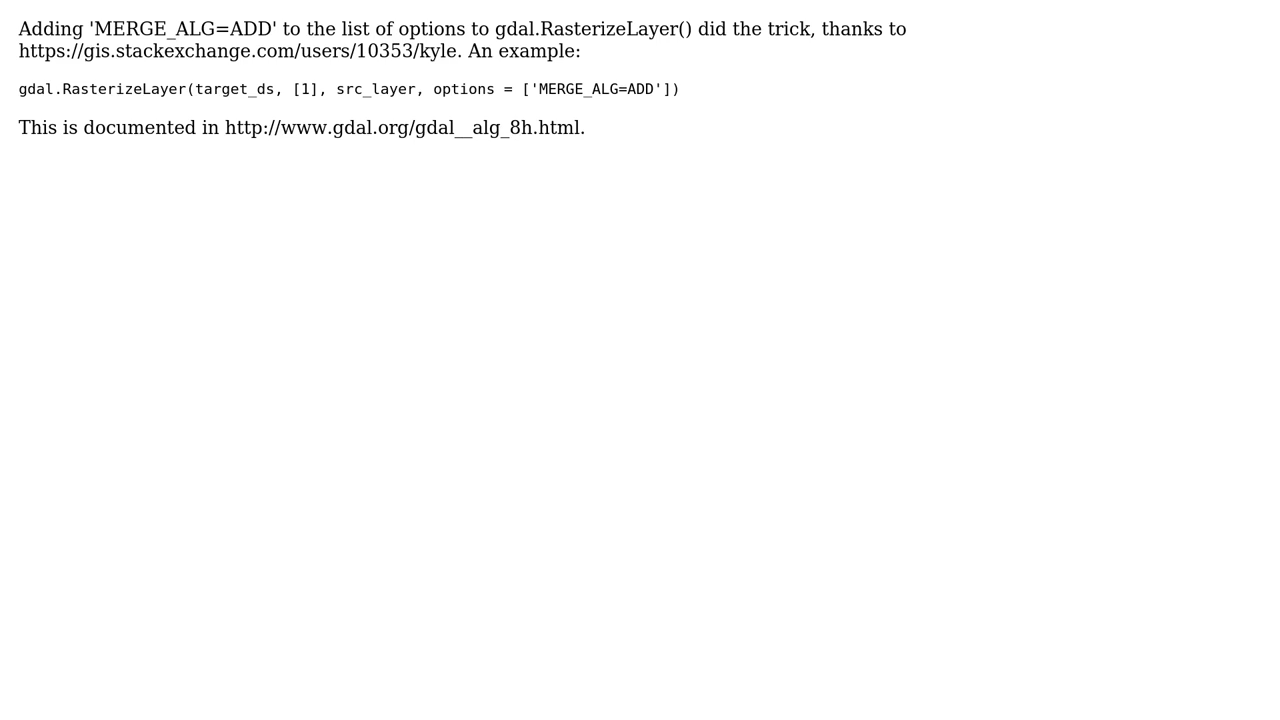 Adding 'MERGE_ALG=ADD' to the list of options to gdal.RasterizeLayer() did the trick, thanks to
https://gis.stackexchange.com/users/10353/kyle. An example:
gdal.RasterizeLayer(target_ds, [1], src_layer, options = ['MERGE_ALG=ADD'])
This is documented in http://www.gdal.org/gdal__alg_8h.html.